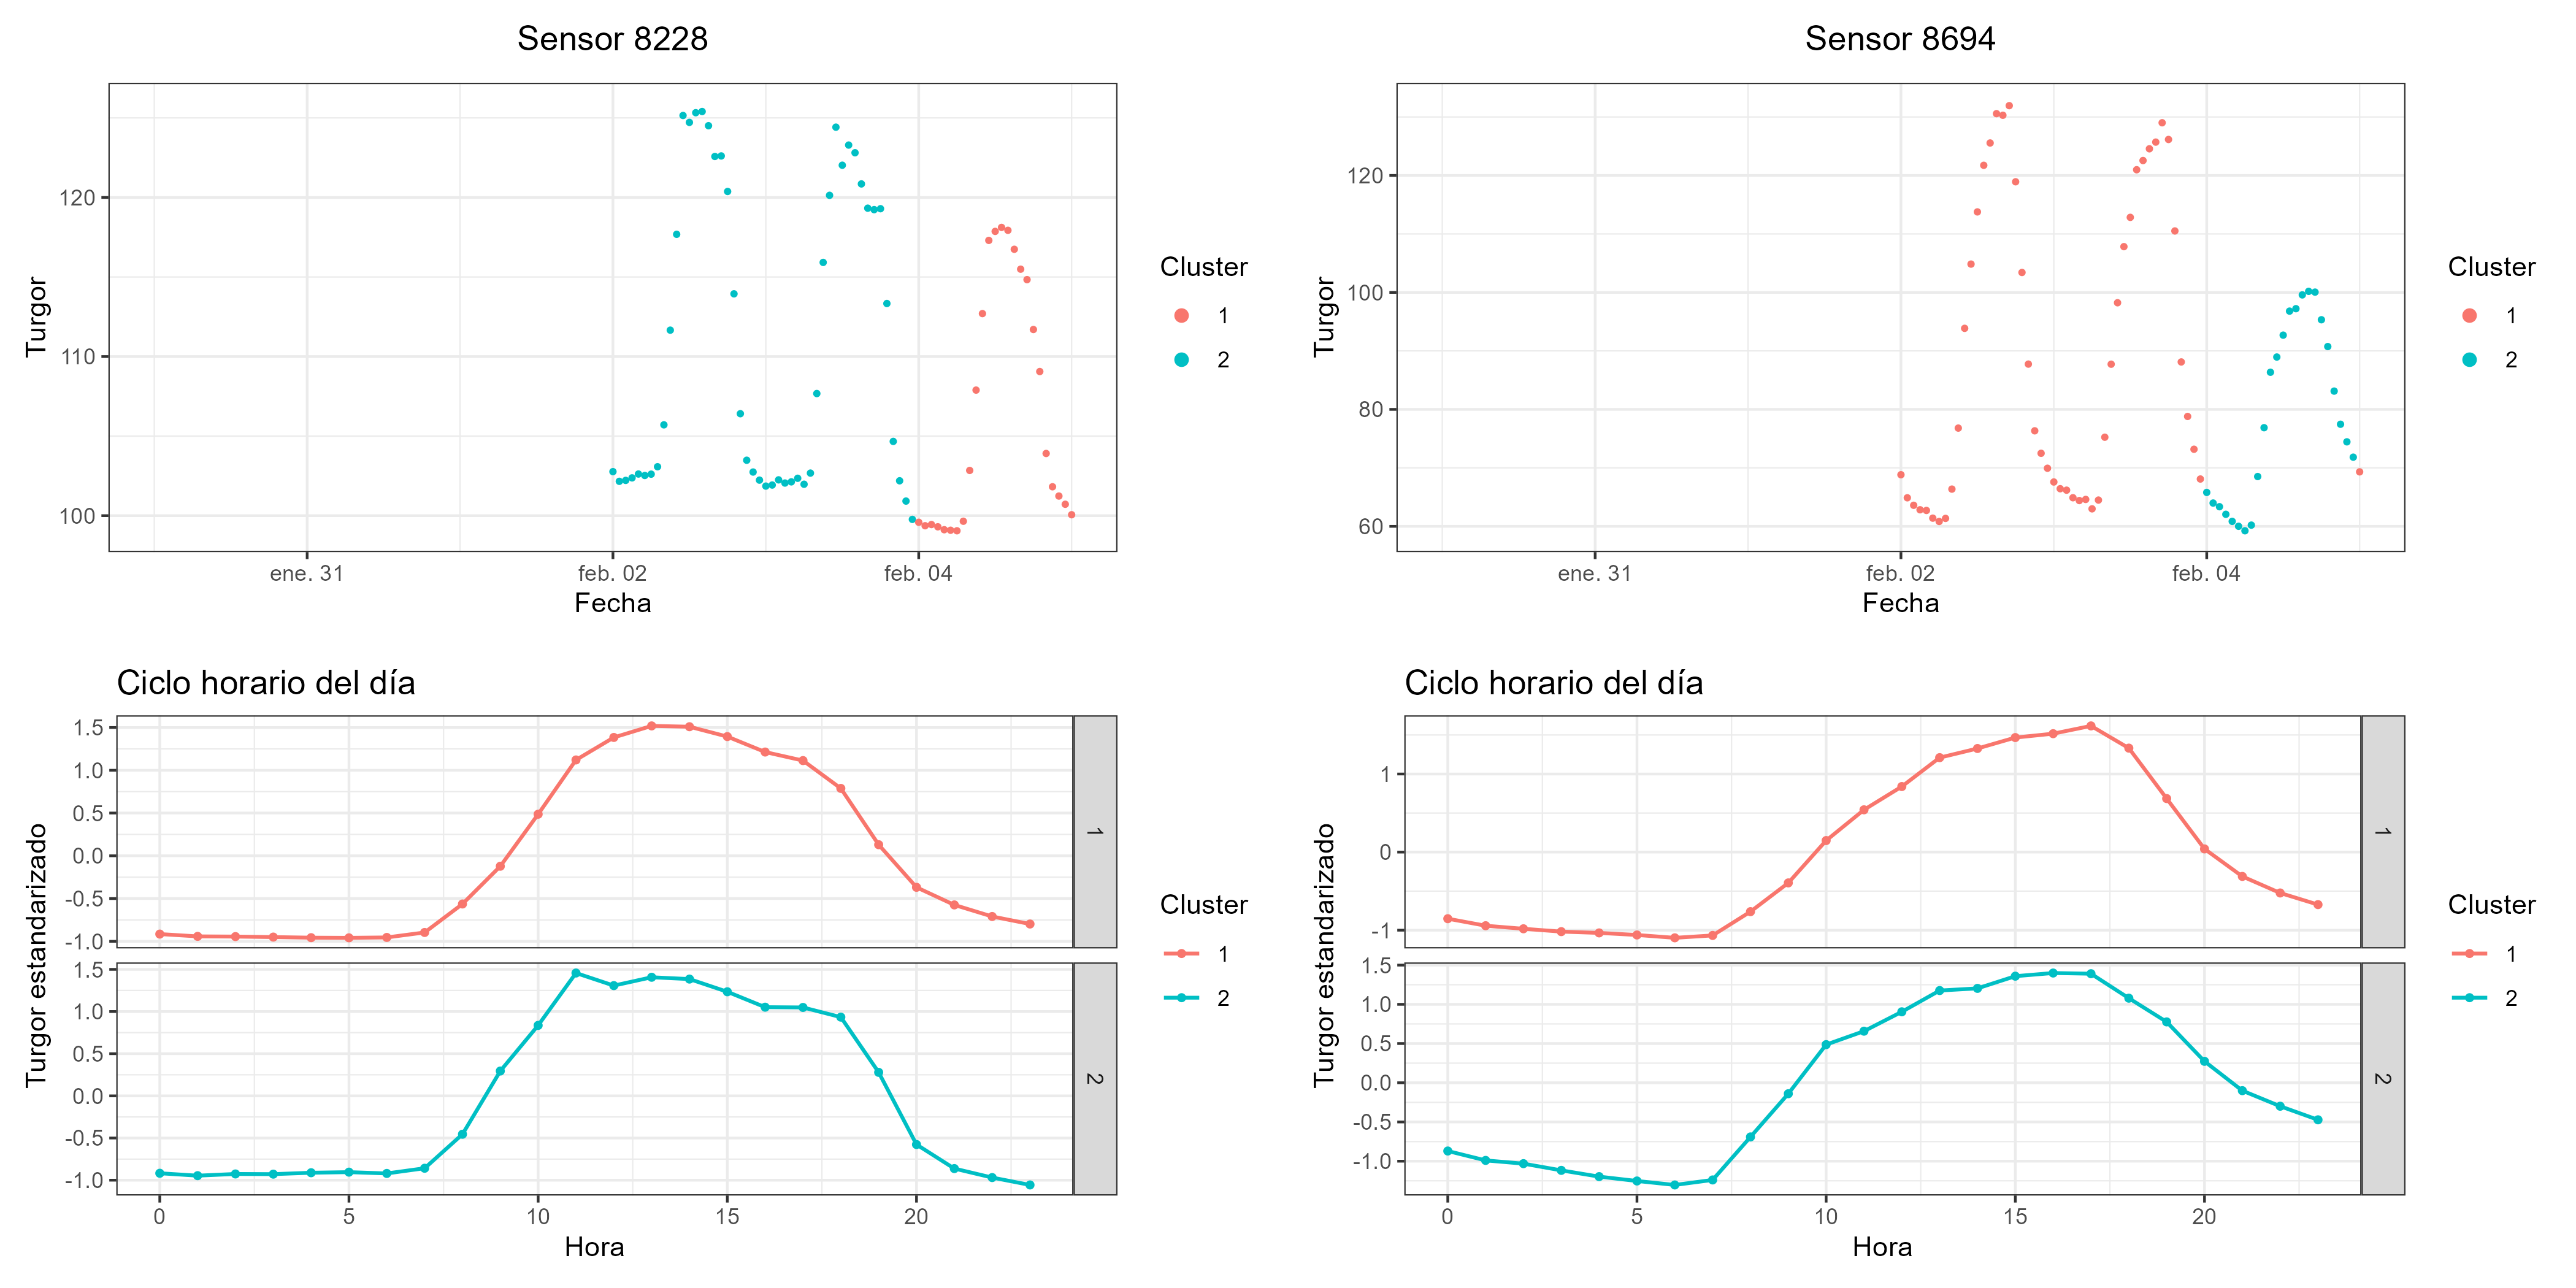 Sensor 8228
Turgor
120
110
100
ene. 31
feb. 02
feb. 04
Fecha
Cluster
1
2
Sensor 8694
Turgor
120
100
80
60
ene. 31
feb. 02
feb. 04
Fecha
Cluster
1
2
Ciclo horario del día
Turgor estandarizado
1.5
1.0
0.5
0.0
-0.5
-1.0
1
1.5
1.0
0.5
0.0
-0.5
-1.0
2
0
5
10
15
20
Hora
Cluster
1
2
Ciclo horario del día
Turgor estandarizado
1
0
-1
1
1.5
1.0
0.5
0.0
-0.5
-1.0
2
0
5
10
15
20
Hora
Cluster
1
2